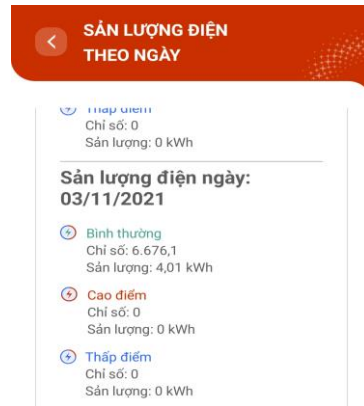 SẢN LƯỢNG ĐIỆN
THEO NGÀY
Thấp điểm
Chỉ số: 0
Sản lượng: 0 kWh
Sản lượng điện ngày:
03/11/2021
Bình thường
Chỉ số: 6.676,1
Sản lượng: 4,01 kWh
Cao điểm
Chỉ số: 0
Sản lượng: 0 kWh
Thấp điểm
Chỉ số: 0
Sản lượng: 0 kWh